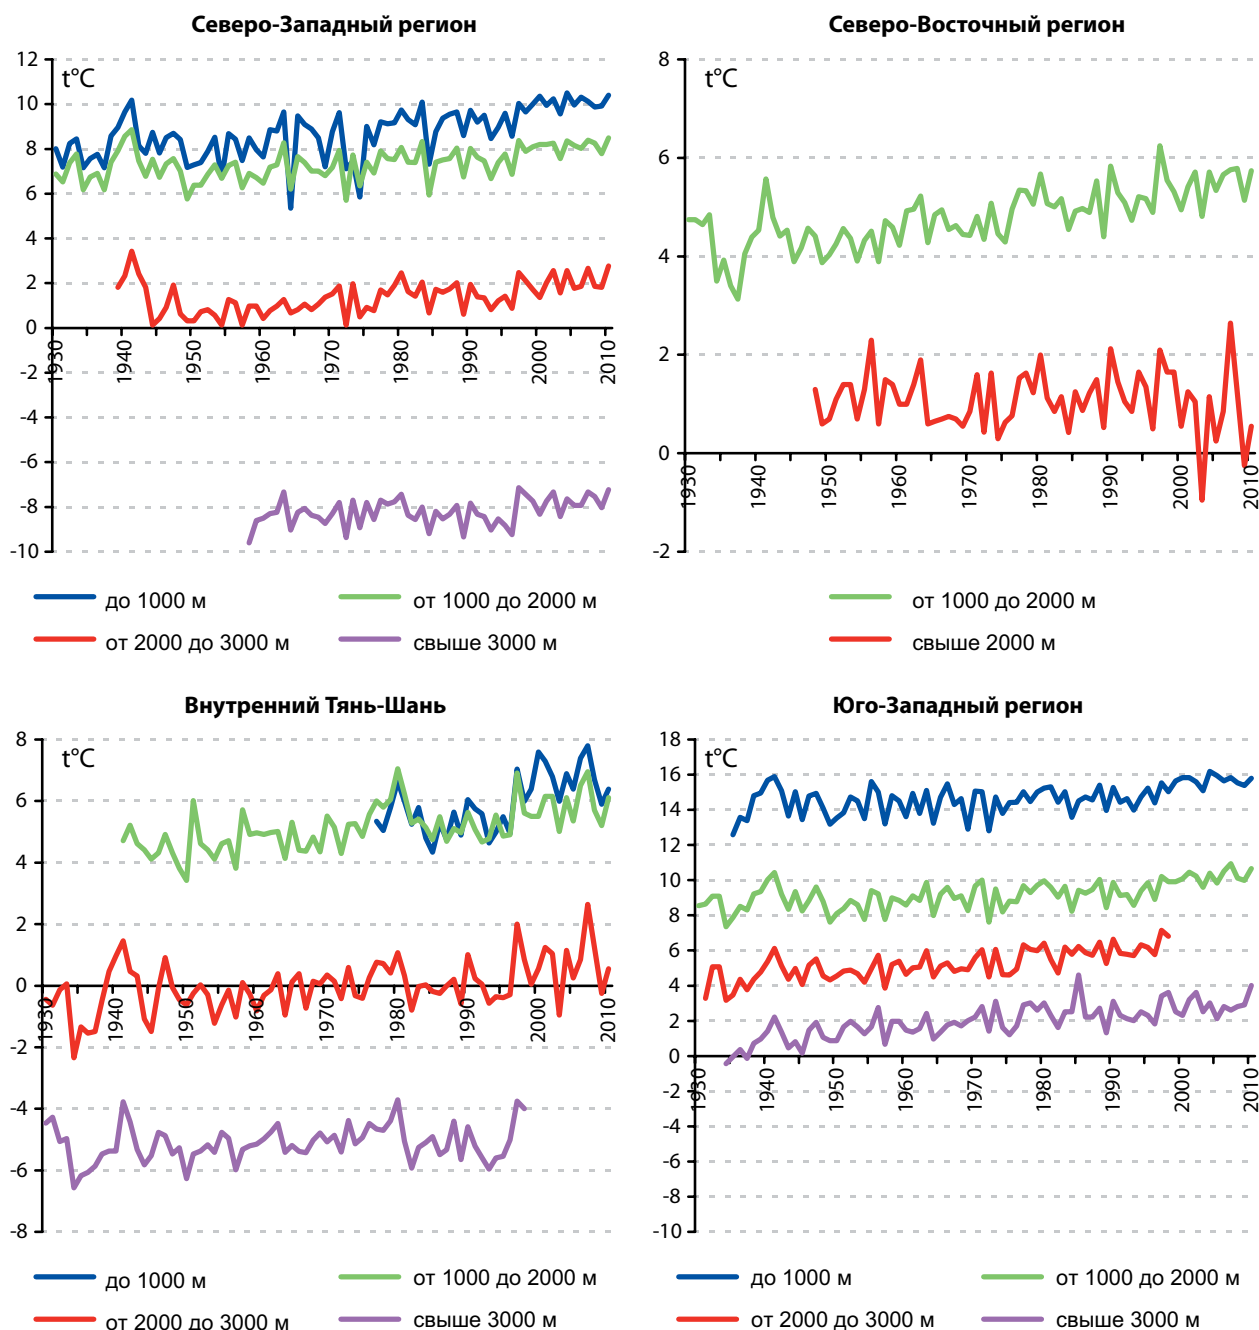 Северо-Западный регион
t°C
12
10
8
6
4
2
0
-2
-4
-6
-8
-10
1930 1940 1950 1960 1970 1980 1990 2000 2010
до 1000 м
от 1000 до 2000 м
от 2000 до 3000 м
свыше 3000 м
Северо-Восточный регион
t°C
8
6
4
2
0
-2
1930 1940 1950 1960 1970 1980 1990 2000 2010
от 1000 до 2000 м
свыше 2000 м
Внутренний Тянь-Шань
t°C
8
6
4
2
0
-2
-4
-6
-8
1930 1940 1950 1960 1970 1980 1990 2000 2010
до 1000 м
от 1000 до 2000 м
от 2000 до 3000 м
свыше 3000 м
Юго-Западный регион
t°C
18
16
14
12
10
8
6
4
2
0
-2
-4
-6
-8
-10
1930 1940 1950 1960 1970 1980 1990 2000 2010
до 1000 м
от 1000 до 2000 м
от 2000 до 3000 м
свыше 3000 м